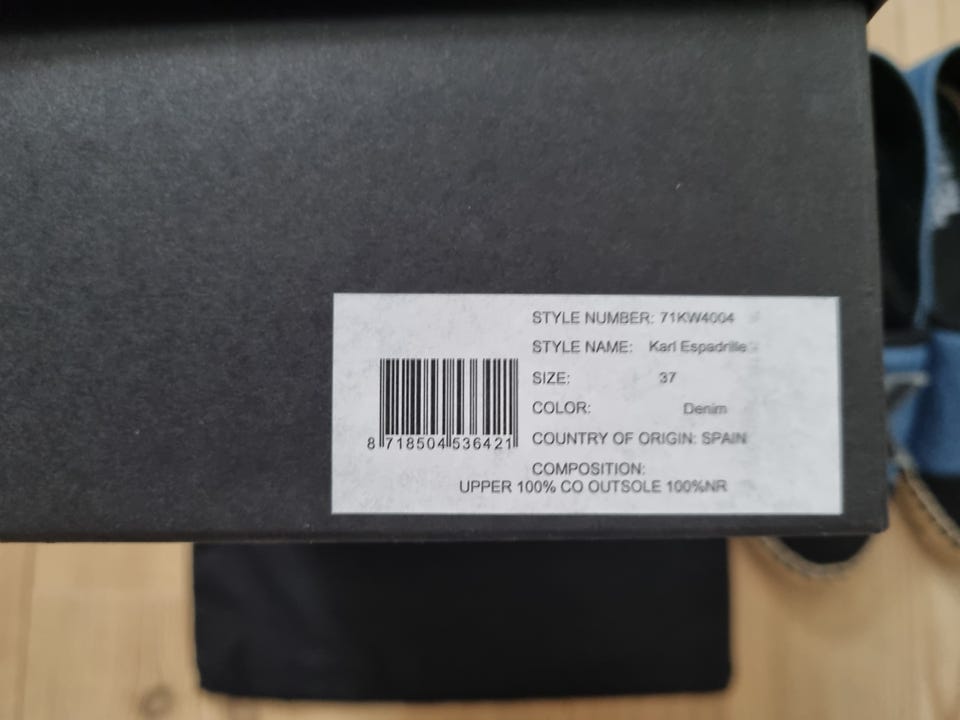 STYLE NUMBER: 71KW4004
STYLE NAME: Karl Espadrille
SIZE: 37
COLOR: Denim
8 718504 536421
COUNTRY OF ORIGIN: SPAIN
COMPOSITION:
UPPER 100% CO OUTSOLE 100%NR